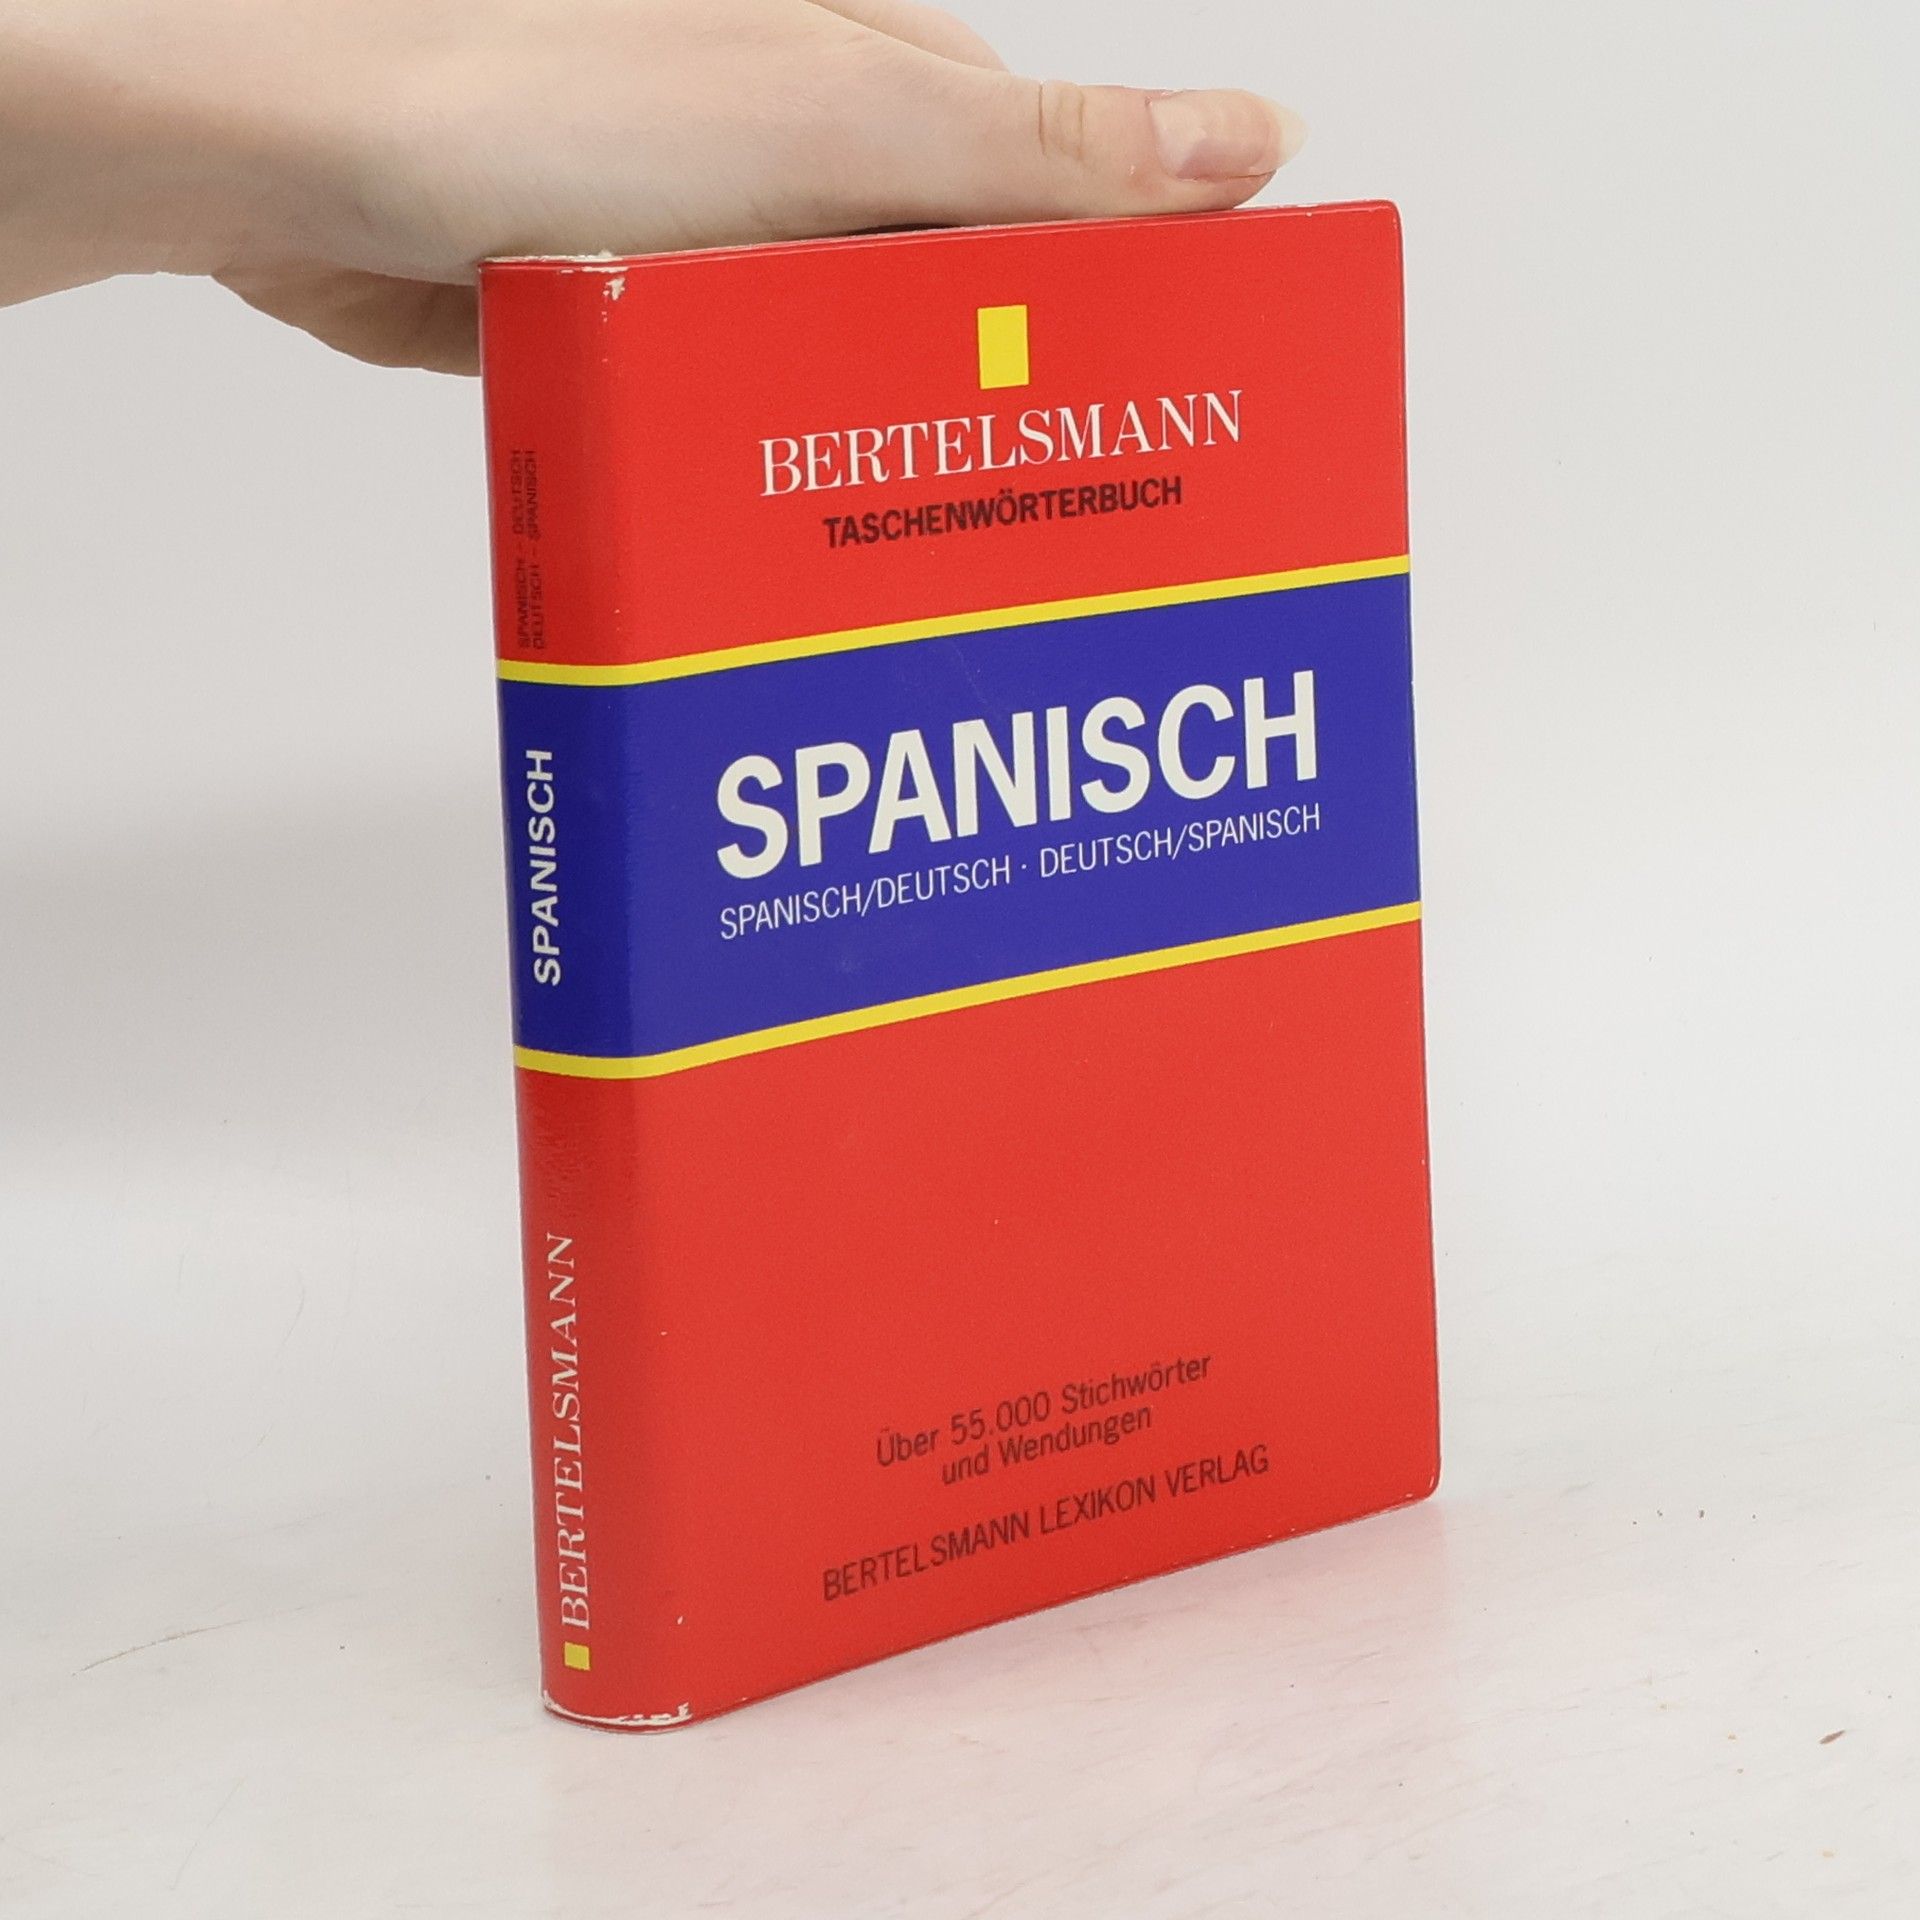 BERTELSMANN
TASCHENWÖRTERBUCH
SPANISCH
SPANISCH/DEUTSCH · DEUTSCH/SPANISCH
Über 55.000 Stichwörter
und Wendungen
BERTELSMANN LEXIKON VERLAG
SPANISCH – DEUTSCH
DEUTSCH – SPANISCH
SPANISCH
BERTELSMANN